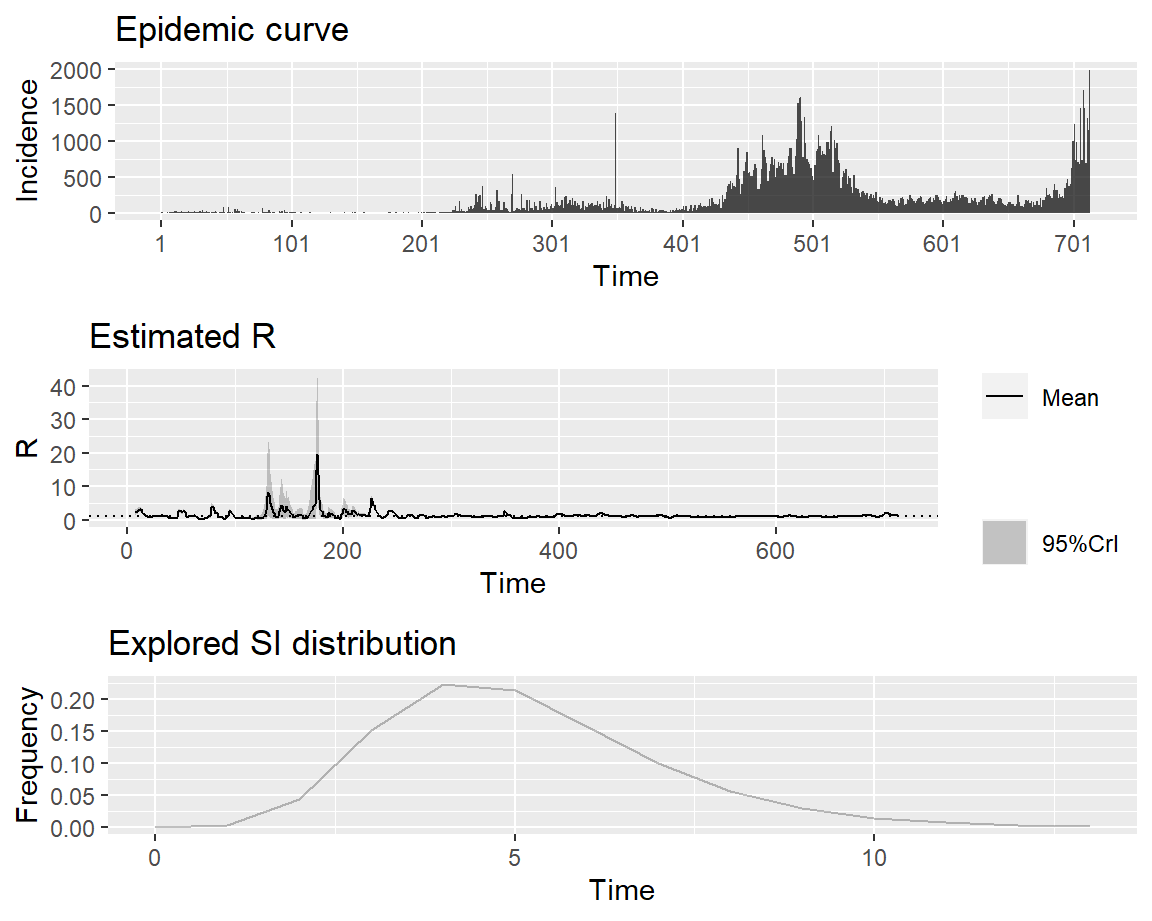 Epidemic curve
Incidence
2000
1500
1000
500
0
1 101 201 301 401 501 601 701
Time
Estimated R
R
40
30
20
10
0
0 200 400 600
Time
Mean
95%CrI
Explored SI distribution
Frequency
0.20
0.15
0.10
0.05
0.00
0 5 10
Time